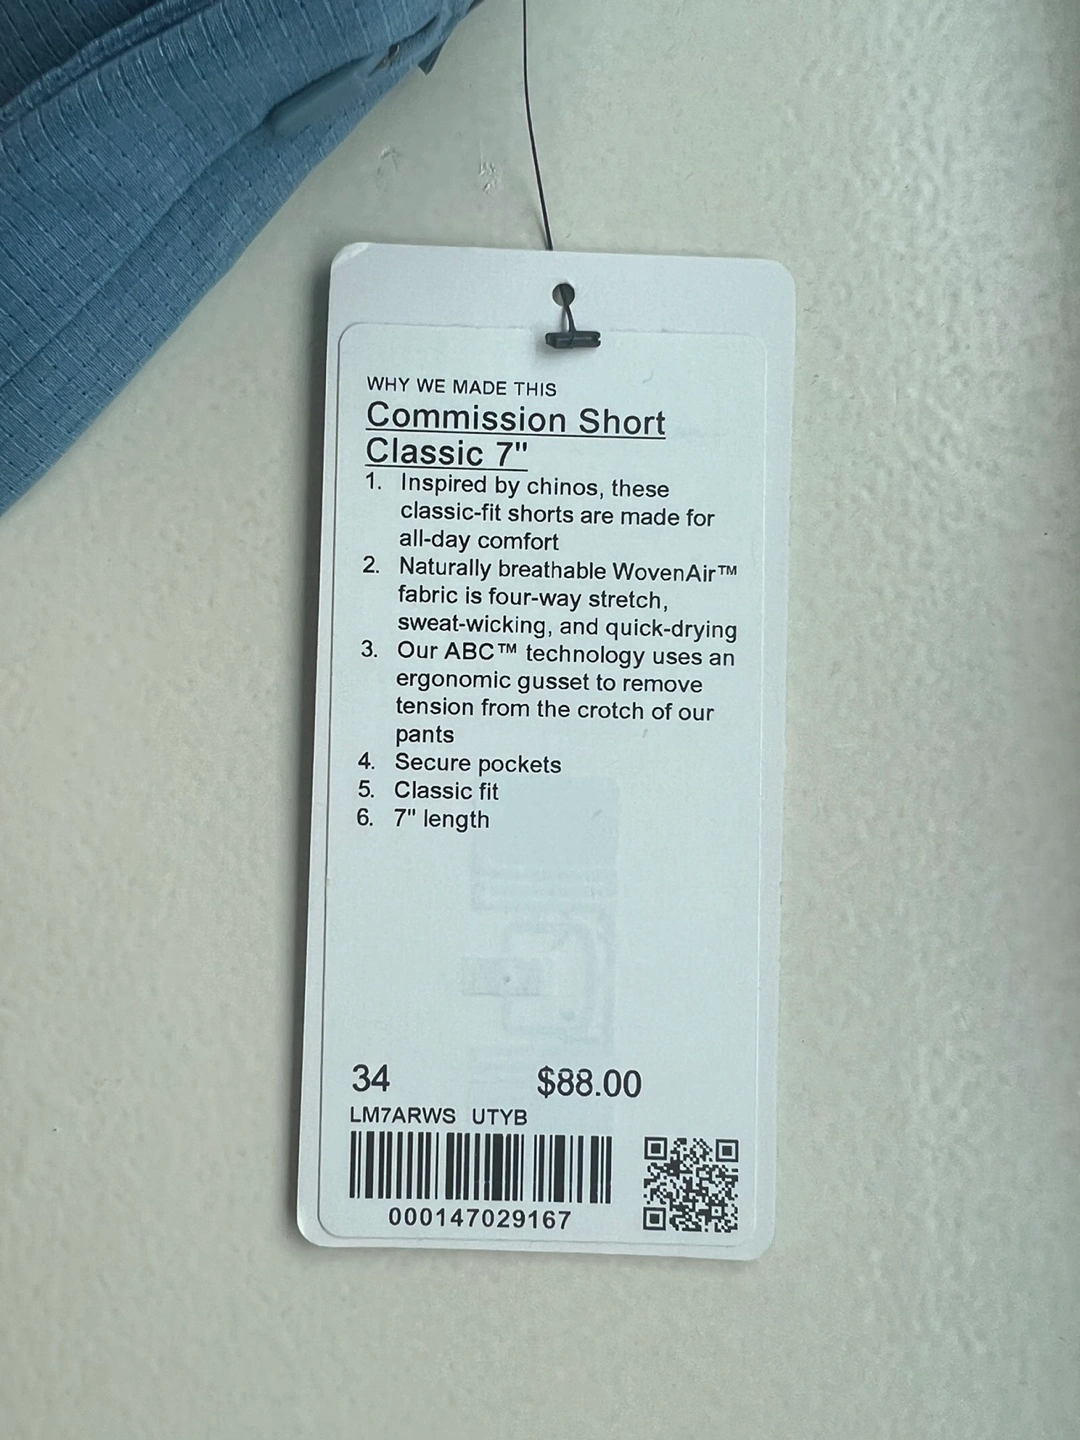 WHY WE MADE THIS
Commission Short
Classic 7"
1. Inspired by chinos, these
classic-fit shorts are made for
all-day comfort
2. Naturally breathable WovenAir™
fabric is four-way stretch,
sweat-wicking, and quick-drying
3. Our ABC™ technology uses an
ergonomic gusset to remove
tension from the crotch of our
pants
4. Secure pockets
5. Classic fit
6. 7" length
34 $88.00
LM7ARWS UTYB
000147029167